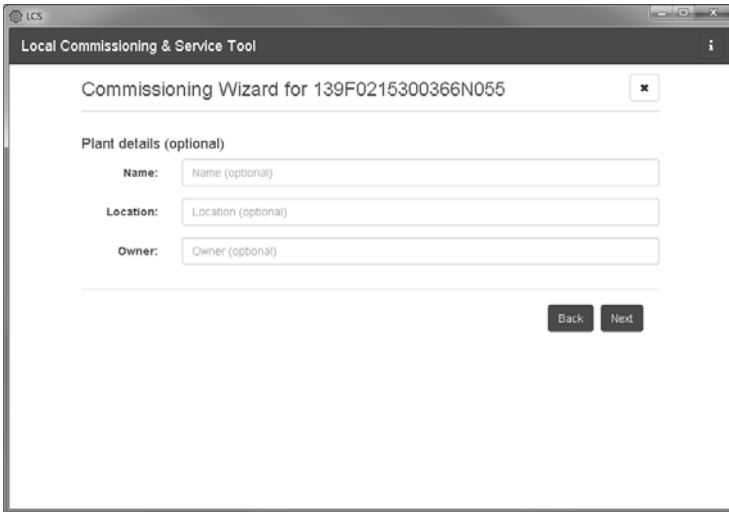 LCS
Local Commissioning & Service Tool
i
Commissioning Wizard for 139F0215300366N055
Plant details (optional)
Name: Name (optional)
Location: Location (optional)
Owner: Owner (optional)
Back Next